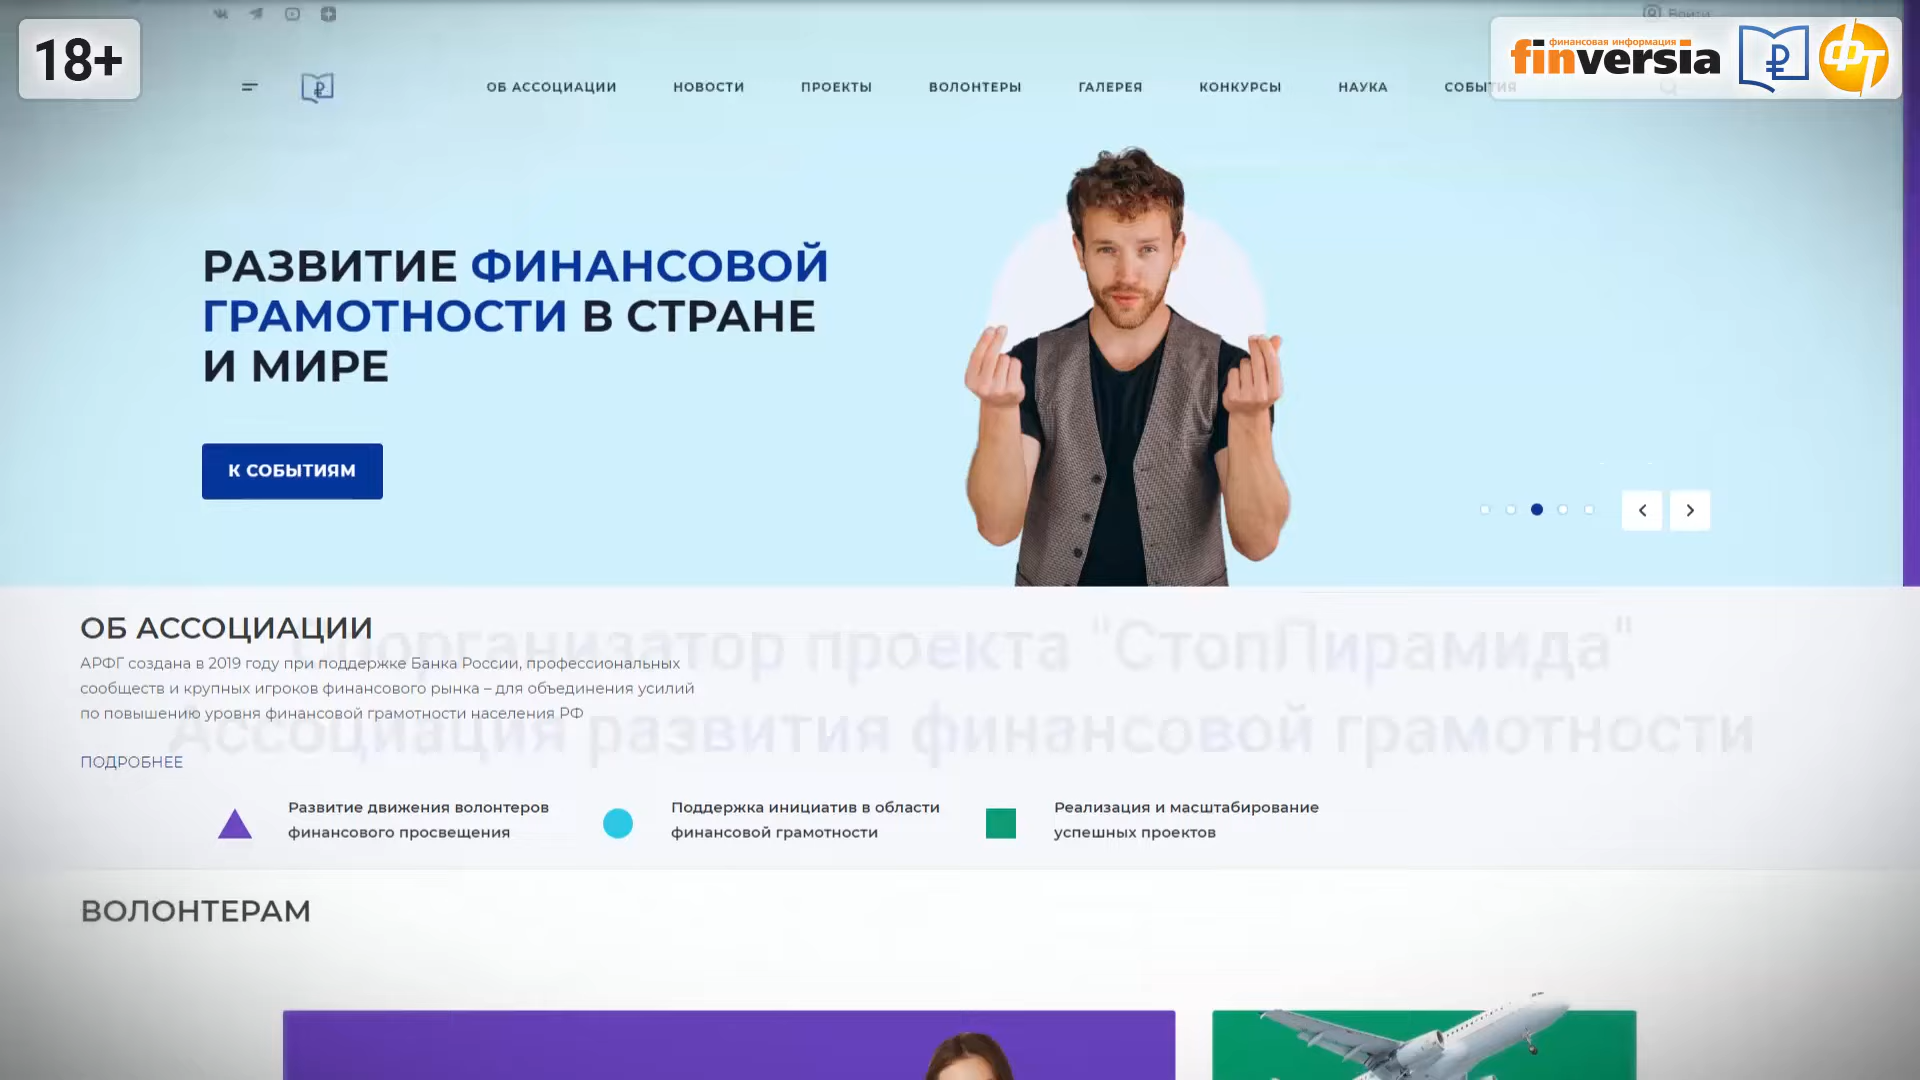 18+
Войти
финансовая информация
finversia
ФТ
ОБ АССОЦИАЦИИ
НОВОСТИ
ПРОЕКТЫ
ВОЛОНТЕРЫ
ГАЛЕРЕЯ
КОНКУРСЫ
НАУКА
СОБЫТИЯ
РАЗВИТИЕ ФИНАНСОВОЙ
ГРАМОТНОСТИ В СТРАНЕ
И МИРЕ
К СОБЫТИЯМ
ОБ АССОЦИАЦИИ
Соорганизатор проекта "СтопПирамида"
АРФГ создана в 2019 году при поддержке Банка России, профессиональных
сообществ и крупных игроков финансового рынка – для объединения усилий
по повышению уровня финансовой грамотности населения РФ
Ассоциация развития финансовой грамотности
ПОДРОБНЕЕ
Развитие движения волонтеров
финансового просвещения
Поддержка инициатив в области
финансовой грамотности
Реализация и масштабирование
успешных проектов
ВОЛОНТЕРАМ